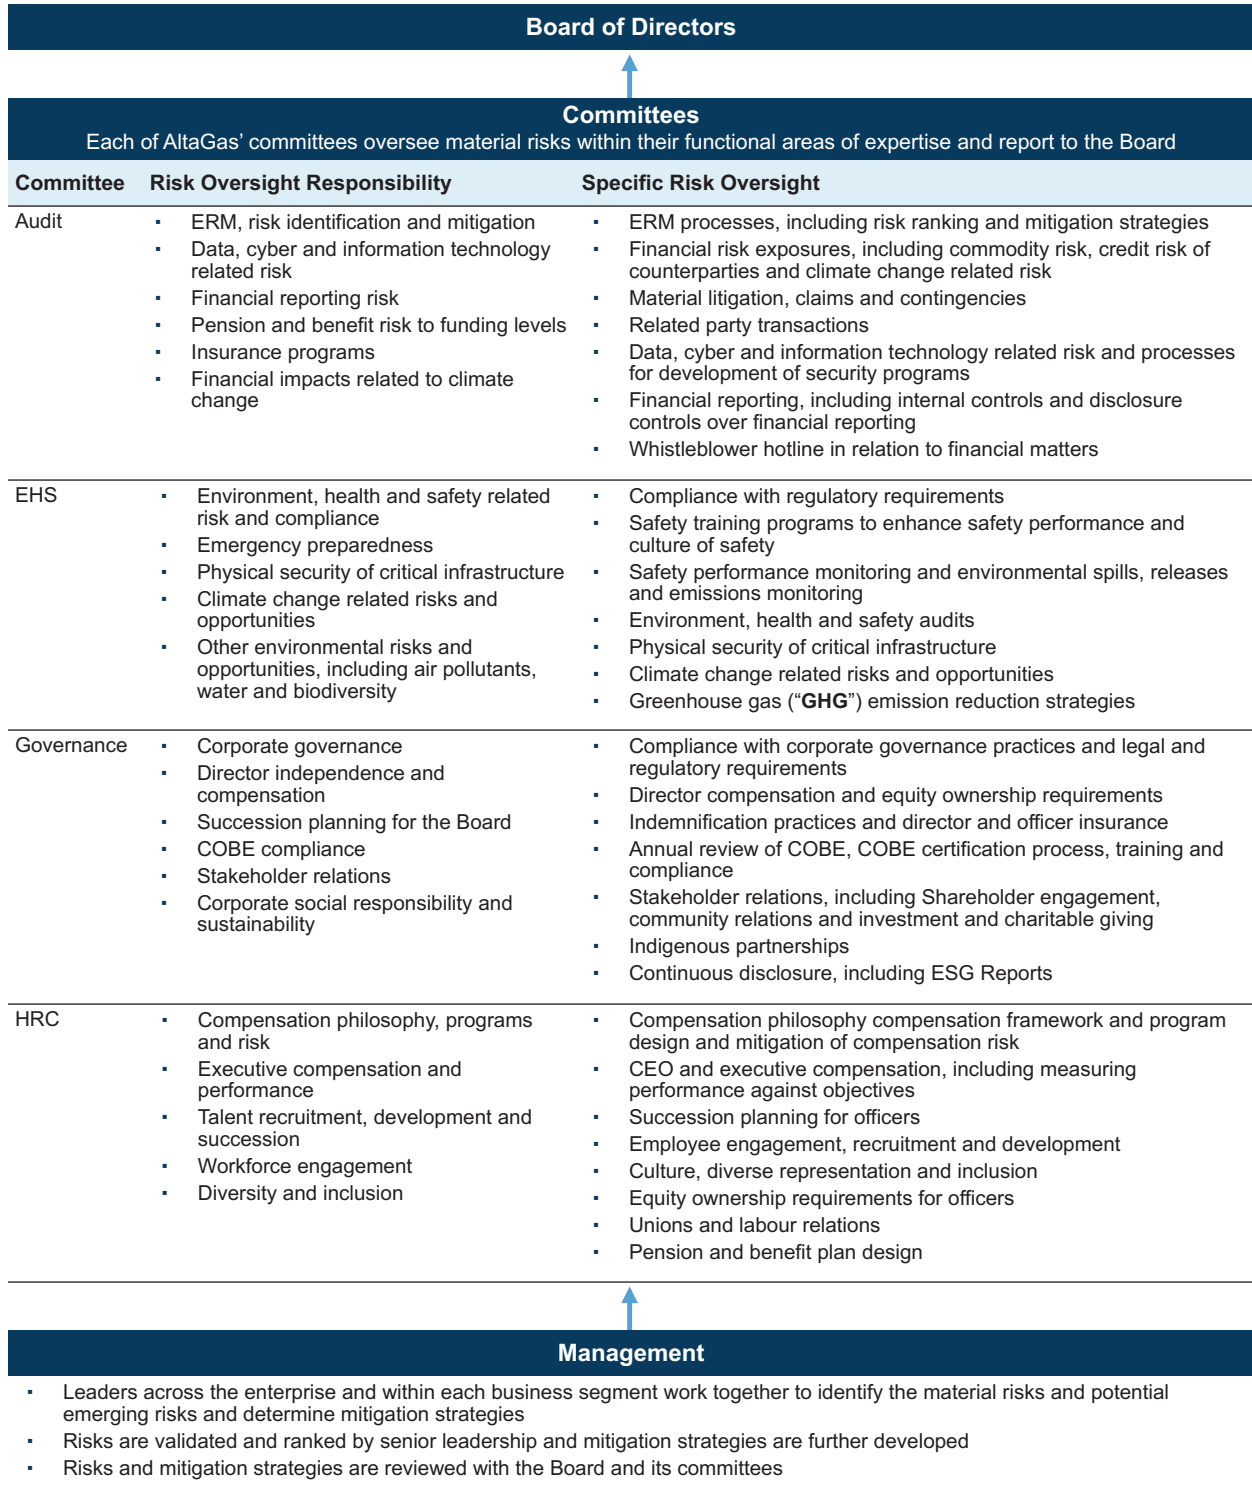 Board of Directors
Committees
Each of AltaGas' committees oversee material risks within their functional areas of expertise and report to the Board
Committee Risk Oversight Responsibility Specific Risk Oversight
Audit
▪ ERM, risk identification and mitigation
▪ Data, cyber and information technology
related risk
▪ Financial reporting risk
▪ Pension and benefit risk to funding levels
▪ Insurance programs
▪ Financial impacts related to climate
change
▪ ERM processes, including risk ranking and mitigation strategies
▪ Financial risk exposures, including commodity risk, credit risk of
counterparties and climate change related risk
▪ Material litigation, claims and contingencies
▪ Related party transactions
▪ Data, cyber and information technology related risk and processes
for development of security programs
▪ Financial reporting, including internal controls and disclosure
controls over financial reporting
▪ Whistleblower hotline in relation to financial matters
EHS
▪ Environment, health and safety related
risk and compliance
▪ Emergency preparedness
▪ Physical security of critical infrastructure
▪ Climate change related risks and
opportunities
▪ Other environmental risks and
opportunities, including air pollutants,
water and biodiversity
▪ Compliance with regulatory requirements
▪ Safety training programs to enhance safety performance and
culture of safety
▪ Safety performance monitoring and environmental spills, releases
and emissions monitoring
▪ Environment, health and safety audits
▪ Physical security of critical infrastructure
▪ Climate change related risks and opportunities
▪ Greenhouse gas (“GHG”) emission reduction strategies
Governance
▪ Corporate governance
▪ Director independence and
compensation
▪ Succession planning for the Board
▪ COBE compliance
▪ Stakeholder relations
▪ Corporate social responsibility and
sustainability
▪ Compliance with corporate governance practices and legal and
regulatory requirements
▪ Director compensation and equity ownership requirements
▪ Indemnification practices and director and officer insurance
▪ Annual review of COBE, COBE certification process, training and
compliance
▪ Stakeholder relations, including Shareholder engagement,
community relations and investment and charitable giving
▪ Indigenous partnerships
▪ Continuous disclosure, including ESG Reports
HRC
▪ Compensation philosophy, programs
and risk
▪ Executive compensation and
performance
▪ Talent recruitment, development and
succession
▪ Workforce engagement
▪ Diversity and inclusion
▪ Compensation philosophy compensation framework and program
design and mitigation of compensation risk
▪ CEO and executive compensation, including measuring
performance against objectives
▪ Succession planning for officers
▪ Employee engagement, recruitment and development
▪ Culture, diverse representation and inclusion
▪ Equity ownership requirements for officers
▪ Unions and labour relations
▪ Pension and benefit plan design
Management
▪ Leaders across the enterprise and within each business segment work together to identify the material risks and potential
emerging risks and determine mitigation strategies
▪ Risks are validated and ranked by senior leadership and mitigation strategies are further developed
▪ Risks and mitigation strategies are reviewed with the Board and its committees